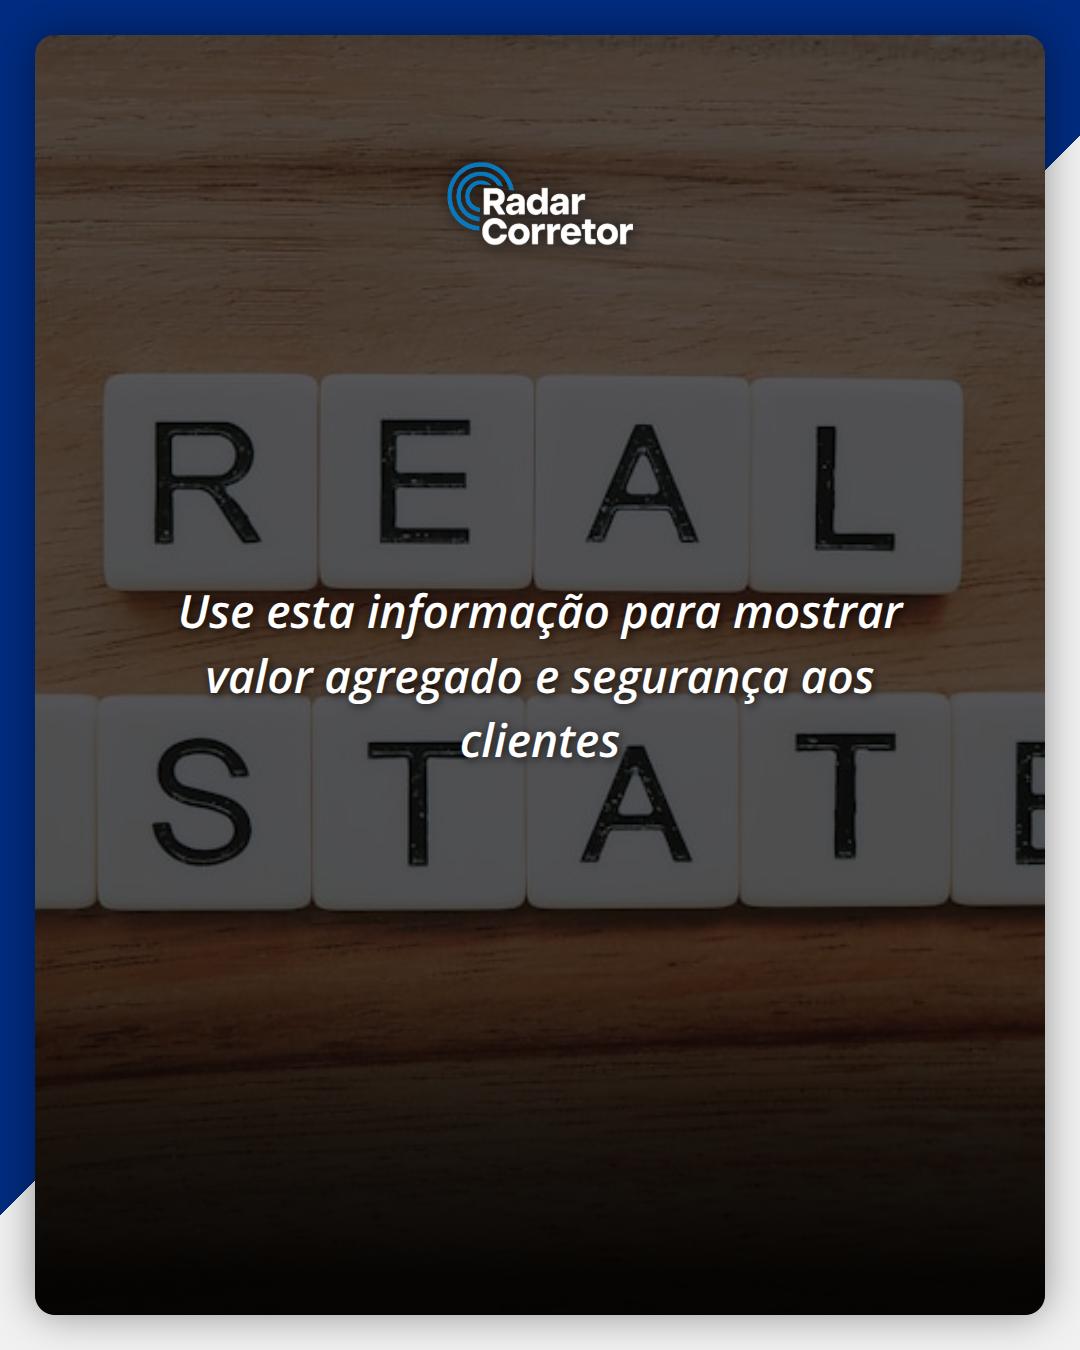 Radar
Corretor
REAL
Use esta informação para mostrar
valor agregado e segurança aos
clientes
STATE